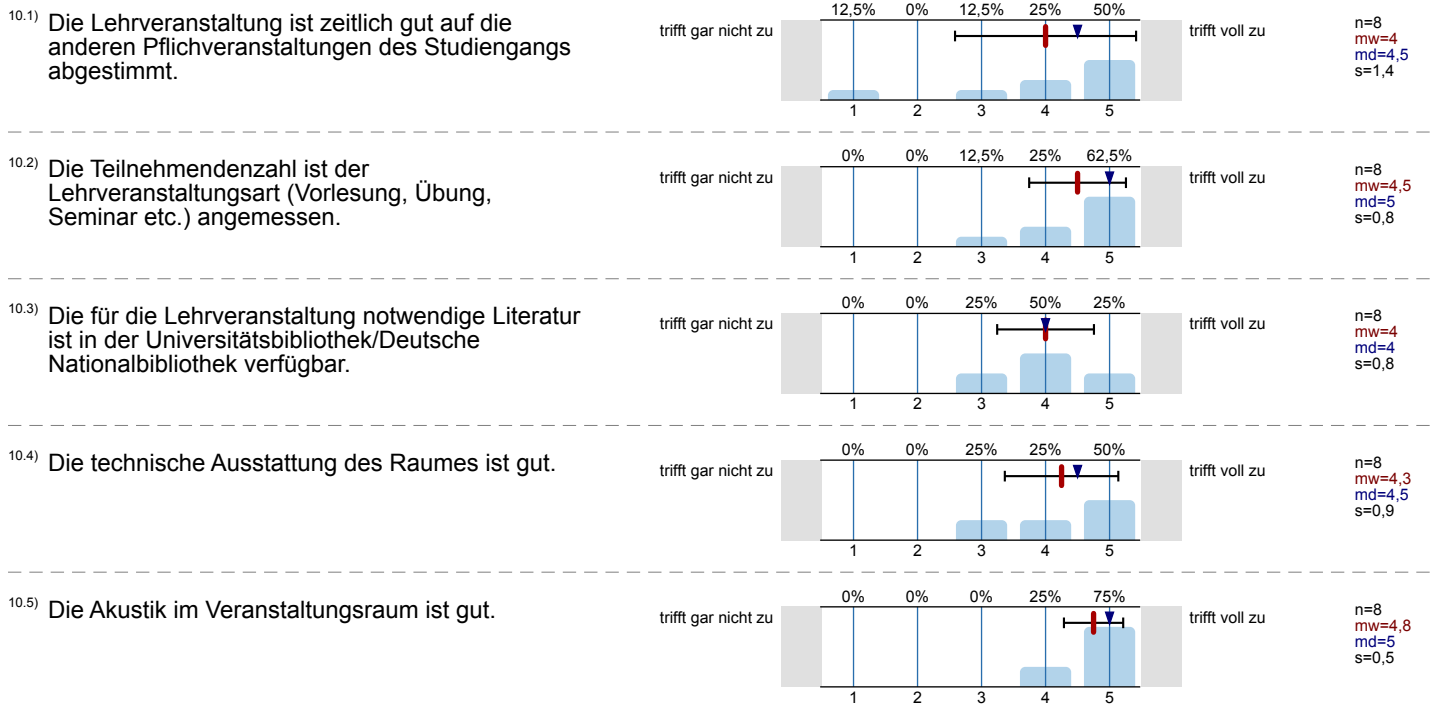 10.1) Die Lehrveranstaltung ist zeitlich gut auf die
anderen Pflichveranstaltungen des Studiengangs
abgestimmt.
trifft gar nicht zu
12,5% 0% 12,5% 25% 50%
1 2 3 4 5
trifft voll zu
n=8
mw=4
md=4,5
s=1,4
10.2) Die Teilnehmendenzahl ist der
Lehrveranstaltungsart (Vorlesung, Übung,
Seminar etc.) angemessen.
trifft gar nicht zu
0% 0% 12,5% 25% 62,5%
1 2 3 4 5
trifft voll zu
n=8
mw=4,5
md=5
s=0,8
10.3) Die für die Lehrveranstaltung notwendige Literatur
ist in der Universitätsbibliothek/Deutsche
Nationalbibliothek verfügbar.
trifft gar nicht zu
0% 0% 25% 50% 25%
1 2 3 4 5
trifft voll zu
n=8
mw=4
md=4
s=0,8
10.4) Die technische Ausstattung des Raumes ist gut.
trifft gar nicht zu
0% 0% 25% 25% 50%
1 2 3 4 5
trifft voll zu
n=8
mw=4,3
md=4,5
s=0,9
10.5) Die Akustik im Veranstaltungsraum ist gut.
trifft gar nicht zu
0% 0% 0% 25% 75%
1 2 3 4 5
trifft voll zu
n=8
mw=4,8
md=5
s=0,5